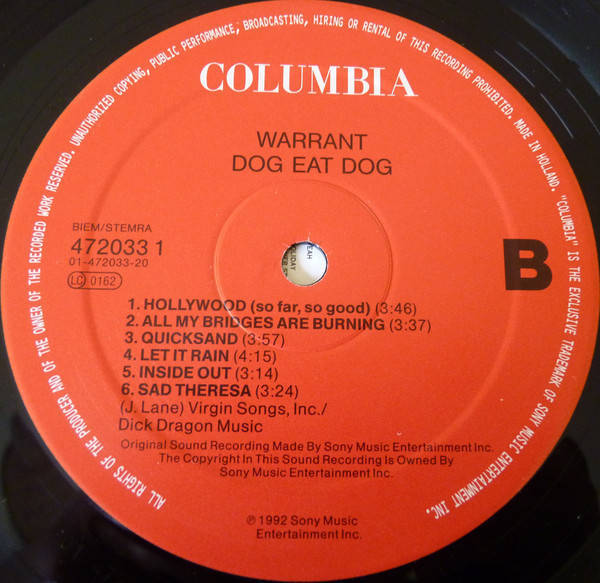 ALL RIGHTS OF THE PRODUCER AND OF THE OWNER OF THE RECORDED WORK RESERVED. UNAUTHORIZED COPYING, PUBLIC PERFORMANCE, BROADCASTING, HIRING OR RENTAL OF THIS RECORDING PROHIBITED. MADE IN HOLLAND. "COLUMBIA" IS THE EXCLUSIVE TRADEMARK OF SONY MUSIC ENTERTAINMENT INC.
COLUMBIA
WARRANT
DOG EAT DOG
BIEM/STEMRA
472033 1
01-472033-20
LC 0162
B
1. HOLLYWOOD (so far, so good) (3:46)
2. ALL MY BRIDGES ARE BURNING (3:37)
3. QUICKSAND (3:57)
4. LET IT RAIN (4:15)
5. INSIDE OUT (3:14)
6. SAD THERESA (3:24)
(J. Lane) Virgin Songs, Inc./
Dick Dragon Music
Original Sound Recording Made By Sony Music Entertainment Inc.
The Copyright In This Sound Recording Is Owned By
Sony Music Entertainment Inc.
℗ 1992 Sony Music
Entertainment Inc.